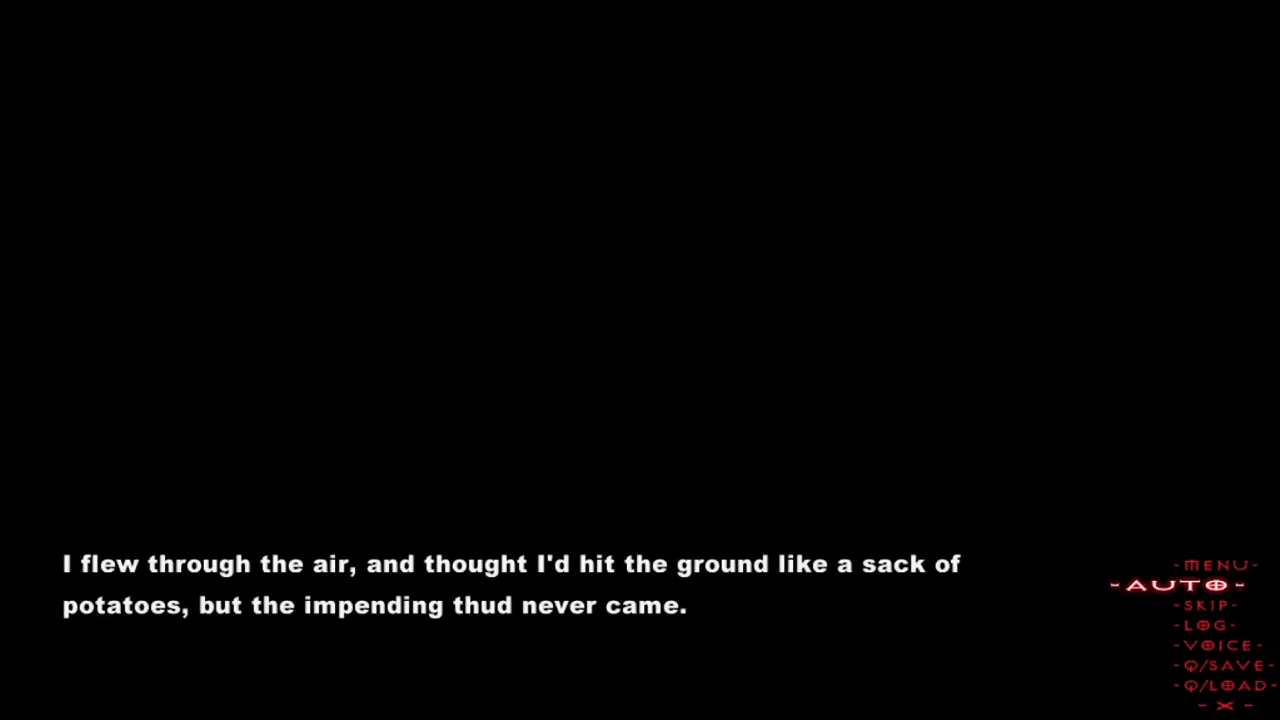 I flew through the air, and thought I'd hit the ground like a sack of
potatoes, but the impending thud never came.
-MENU-
-AUTO-
-SKIP-
-LOG-
-VOICE-
-Q/SAVE-
-Q/LOAD-
-X-